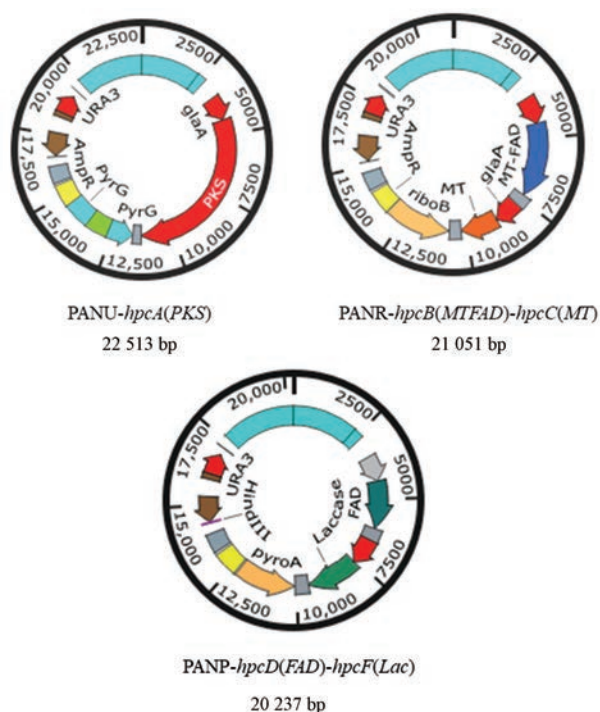 22,500
2500
5000
7500
10,000
12,500
15,000
17,500
20,000
URA3
AmpR
PyrG
PyrG
glaA
PKS
PANU-hpcA(PKS)
22 513 bp
2500
5000
7500
10,000
12,500
15,000
17,500
20,000
URA3
AmpR
riboB
MT
glaA
MT-FAD
PANR-hpcB(MTFAD)-hpcC(MT)
21 051 bp
20,000
2500
5000
7500
10,000
12,500
15,000
17,500
URA3
HindIII
pyroA
Laccase
FAD
PANP-hpcD(FAD)-hpcF(Lac)
20 237 bp